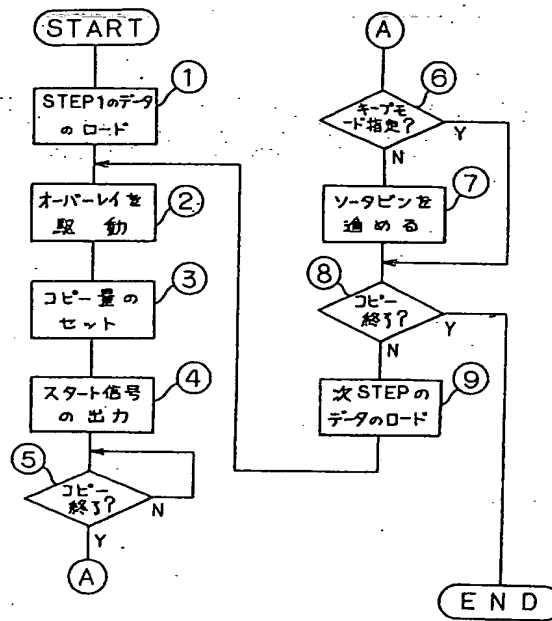 START
①
STEP1のデータ
のロード
オーバーレイを
駆動
②
③
コピー量の
セット
④
スタート信号
の出力
⑤
コピー
終了?
N
Y
A
A
⑥
キープモ
ード指定?
Y
N
⑦
ソータビンを
進める
⑧
コピー
終了?
Y
N
⑨
次STEPの
データのロード
END